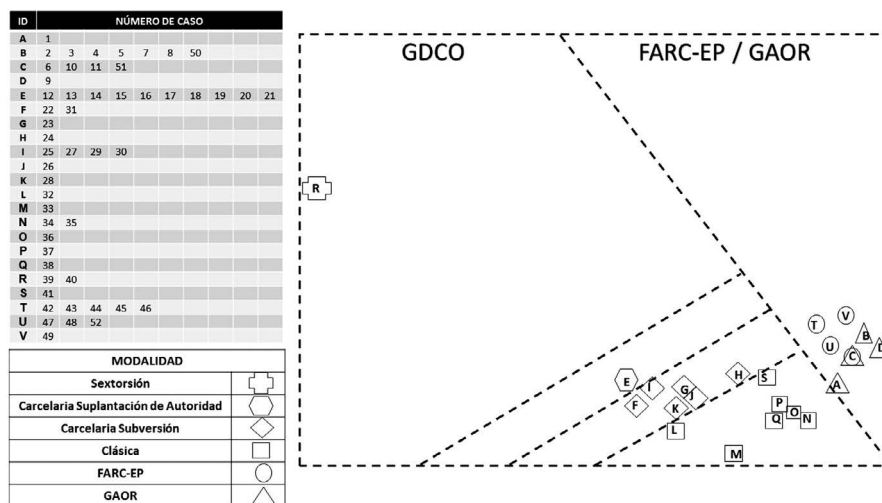 ID NÚMERO DE CASO
A 1
B 2 3 4 5 7 8 50
C 6 10 11 51
D 9
E 12 13 14 15 16 17 18 19 20 21
F 22 31
G 23
H 24
I 25 27 29 30
J 26
K 28
L 32
M 33
N 34 35
O 36
P 37
Q 38
R 39 40
S 41
T 42 43 44 45 46
U 47 48 52
V 49
MODALIDAD
Sextorsión
Carcelaria Suplantación de Autoridad
Carcelaria Subversión
Clásica
FARC-EP
GAOR
GDCO FARC-EP / GAOR
R
T V
U B
C D
E I G J H S A
F K P
L Q O N
M